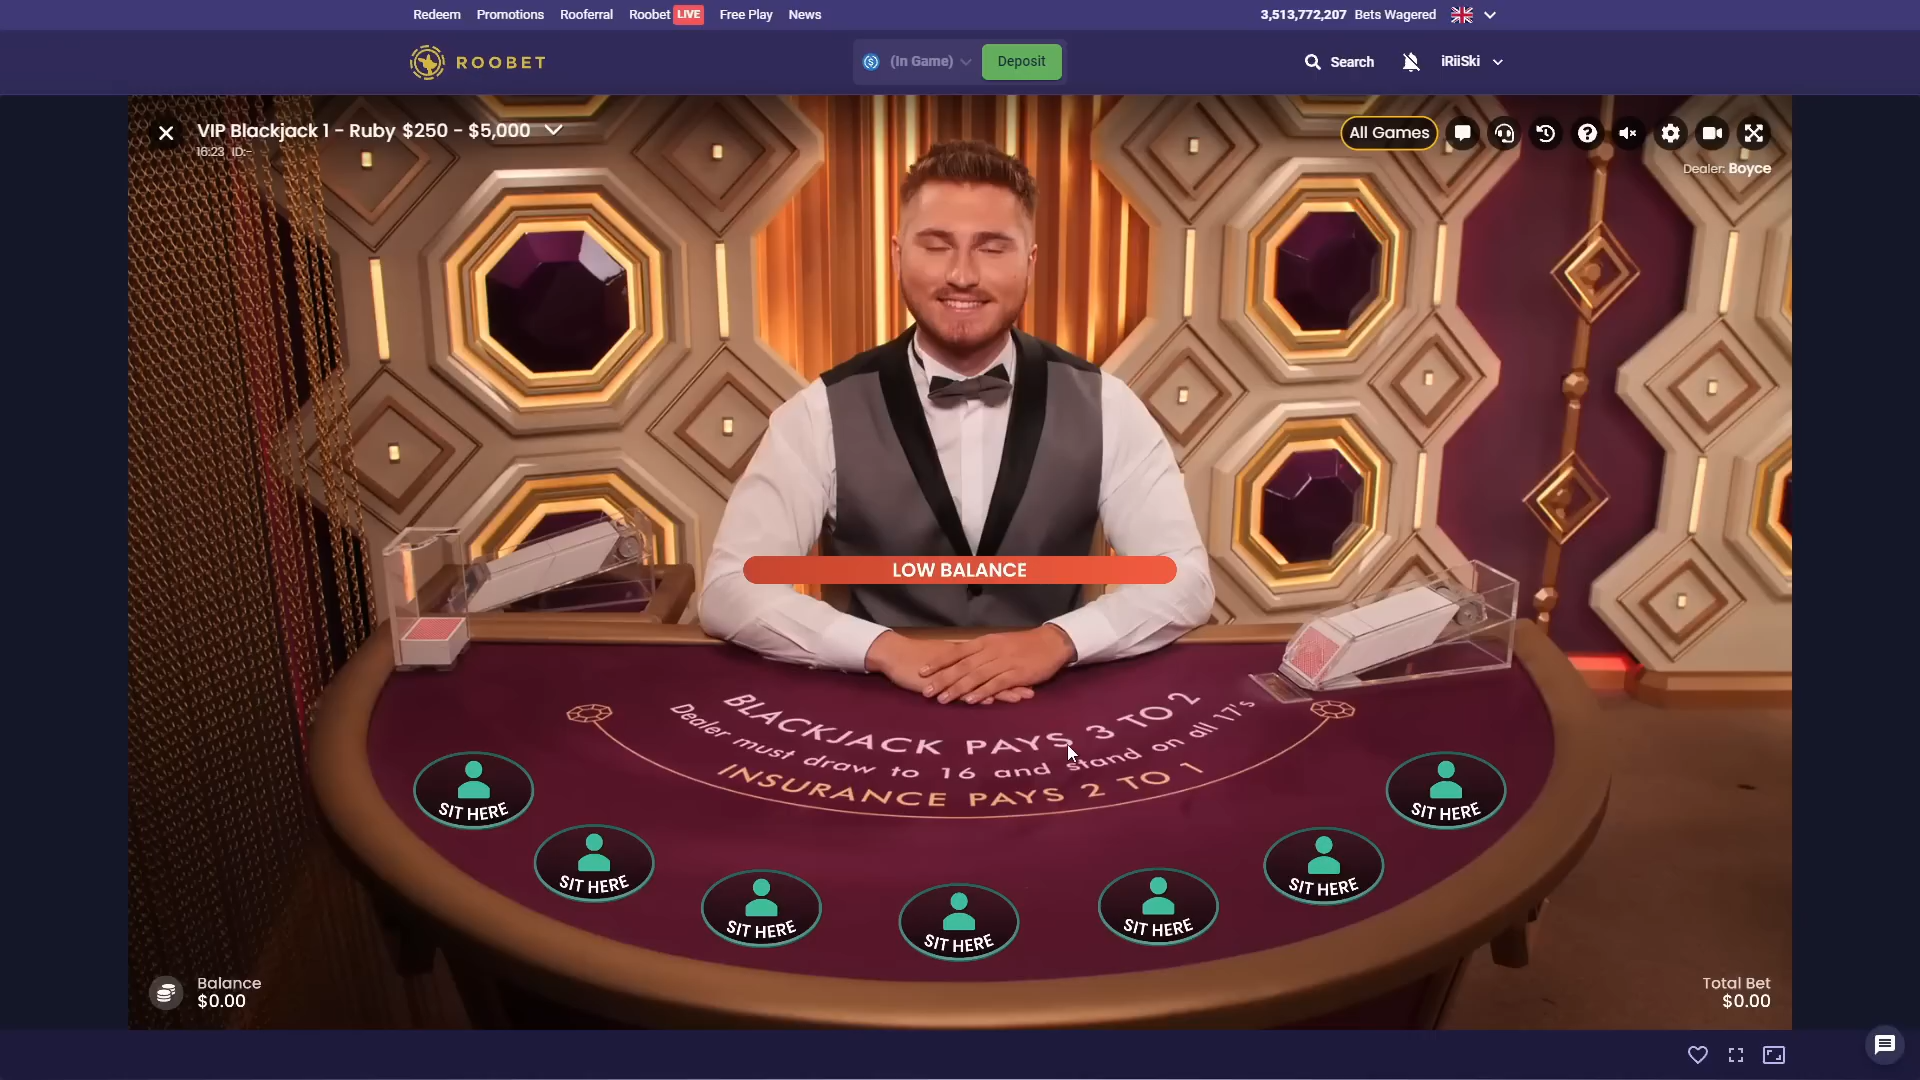 Redeem Promotions Rooferral Roobet LIVE Free Play News
3,513,772,207 Bets Wagered
ROOBET
(In Game)
Deposit
Search
iRiiSki
VIP Blackjack 1 - Ruby $250 - $5,000
16:23 ID:-
All Games
Dealer: Boyce
LOW BALANCE
BLACKJACK PAYS 3 TO 2
Dealer must draw to 16 and stand on all 17's
INSURANCE PAYS 2 TO 1
SIT HERE
SIT HERE
SIT HERE
SIT HERE
SIT HERE
SIT HERE
SIT HERE
Balance
$0.00
Total Bet
$0.00